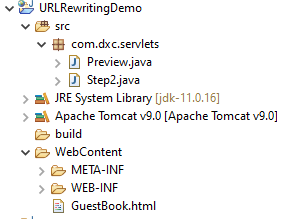 URLRewritingDemo
src
com.dxc.servlets
Preview.java
Step2.java
JRE System Library [jdk-11.0.16]
Apache Tomcat v9.0 [Apache Tomcat v9.0]
build
WebContent
META-INF
WEB-INF
GuestBook.html